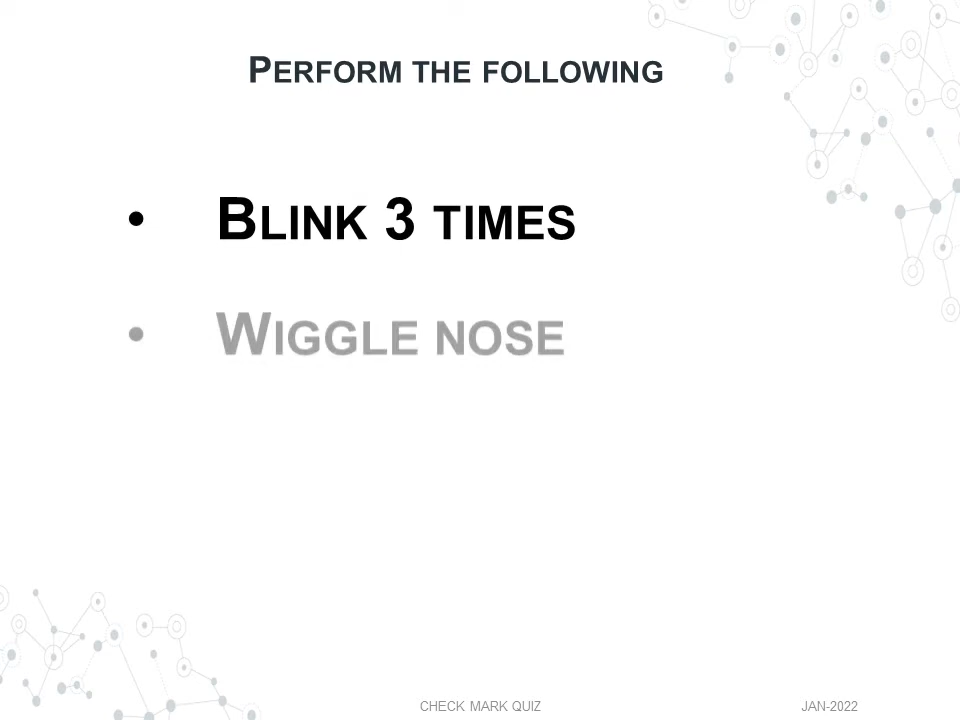 PERFORM THE FOLLOWING
• BLINK 3 TIMES
• WIGGLE NOSE
CHECK MARK QUIZ
JAN-2022